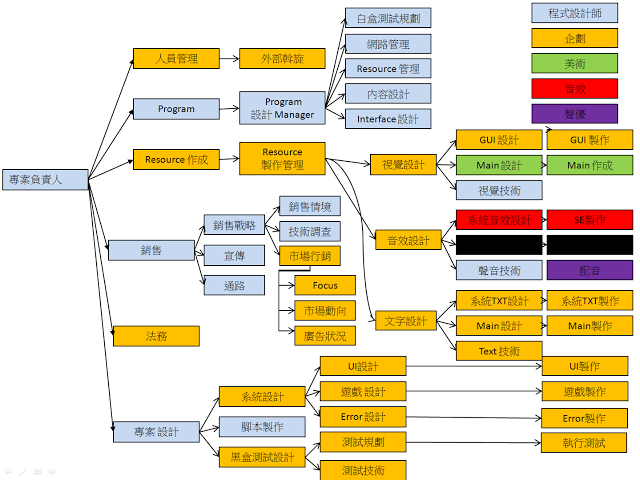 程式設計師
企劃
美術
音效
聲優
專案負責人
人員管理
外部斡旋
Program
Program
設計 Manager
白盒測試規劃
網路管理
Resource 管理
內容設計
Interface 設計
Resource 作成
Resource
製作管理
視覺設計
GUI 設計
GUI 製作
Main 設計
Main 作成
視覺技術
音效設計
系統音效設計
SE製作
聲音技術
配音
文字設計
系統TXT設計
系統TXT製作
Main 設計
Main製作
Text 技術
銷售
銷售戰略
銷售情境
技術調查
市場行銷
Focus
市場動向
廣告狀況
宣傳
通路
法務
專案 設計
系統設計
UI設計
UI製作
遊戲 設計
遊戲製作
Error 設計
Error製作
腳本製作
黑盒測試設計
測試規劃
執行測試
測試技術